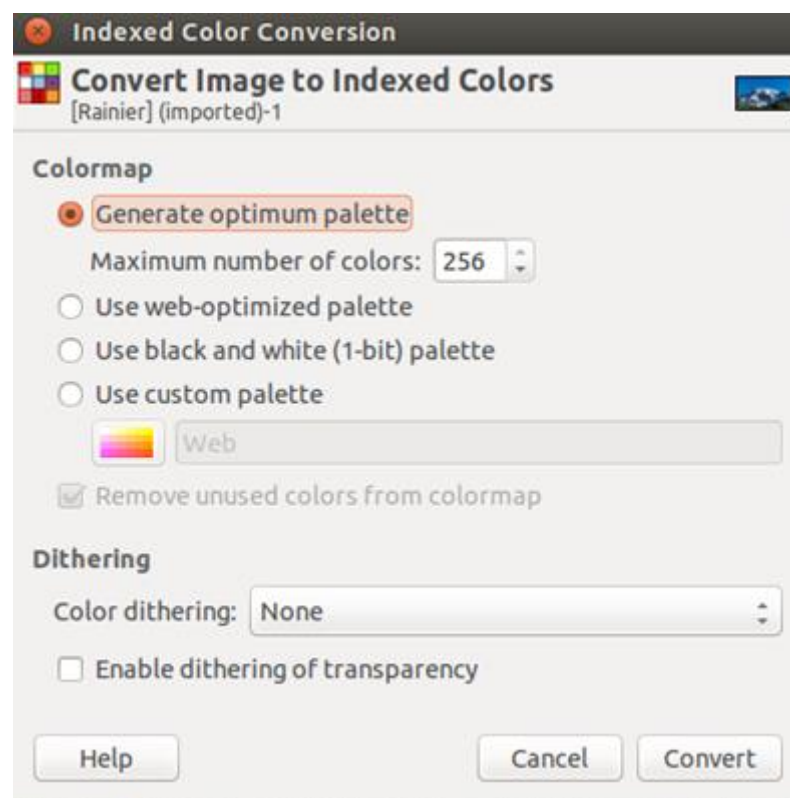 Indexed Color Conversion
Convert Image to Indexed Colors
[Rainier] (imported)-1
Colormap
Generate optimum palette
Maximum number of colors: 256
Use web-optimized palette
Use black and white (1-bit) palette
Use custom palette
Web
Remove unused colors from colormap
Dithering
Color dithering: None
Enable dithering of transparency
Help Cancel Convert